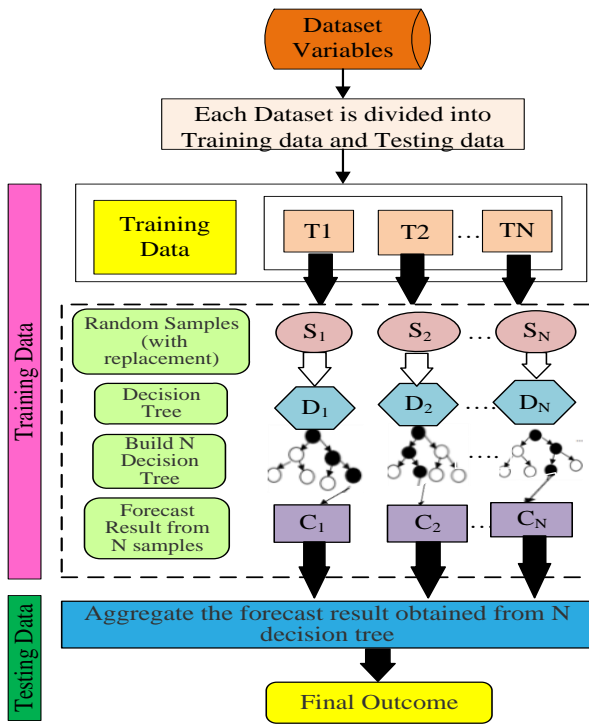 Dataset
Variables
Each Dataset is divided into
Training data and Testing data
Training Data
Training
Data
T1
T2
...
TN
Random Samples
(with
replacement)
S1
S2
...
SN
Decision
Tree
D1
D2
....
DN
Build N
Decision
Tree
....
Forecast
Result from
N samples
C1
C2
...
CN
Testing Data
Aggregate the forecast result obtained from N
decision tree
Final Outcome